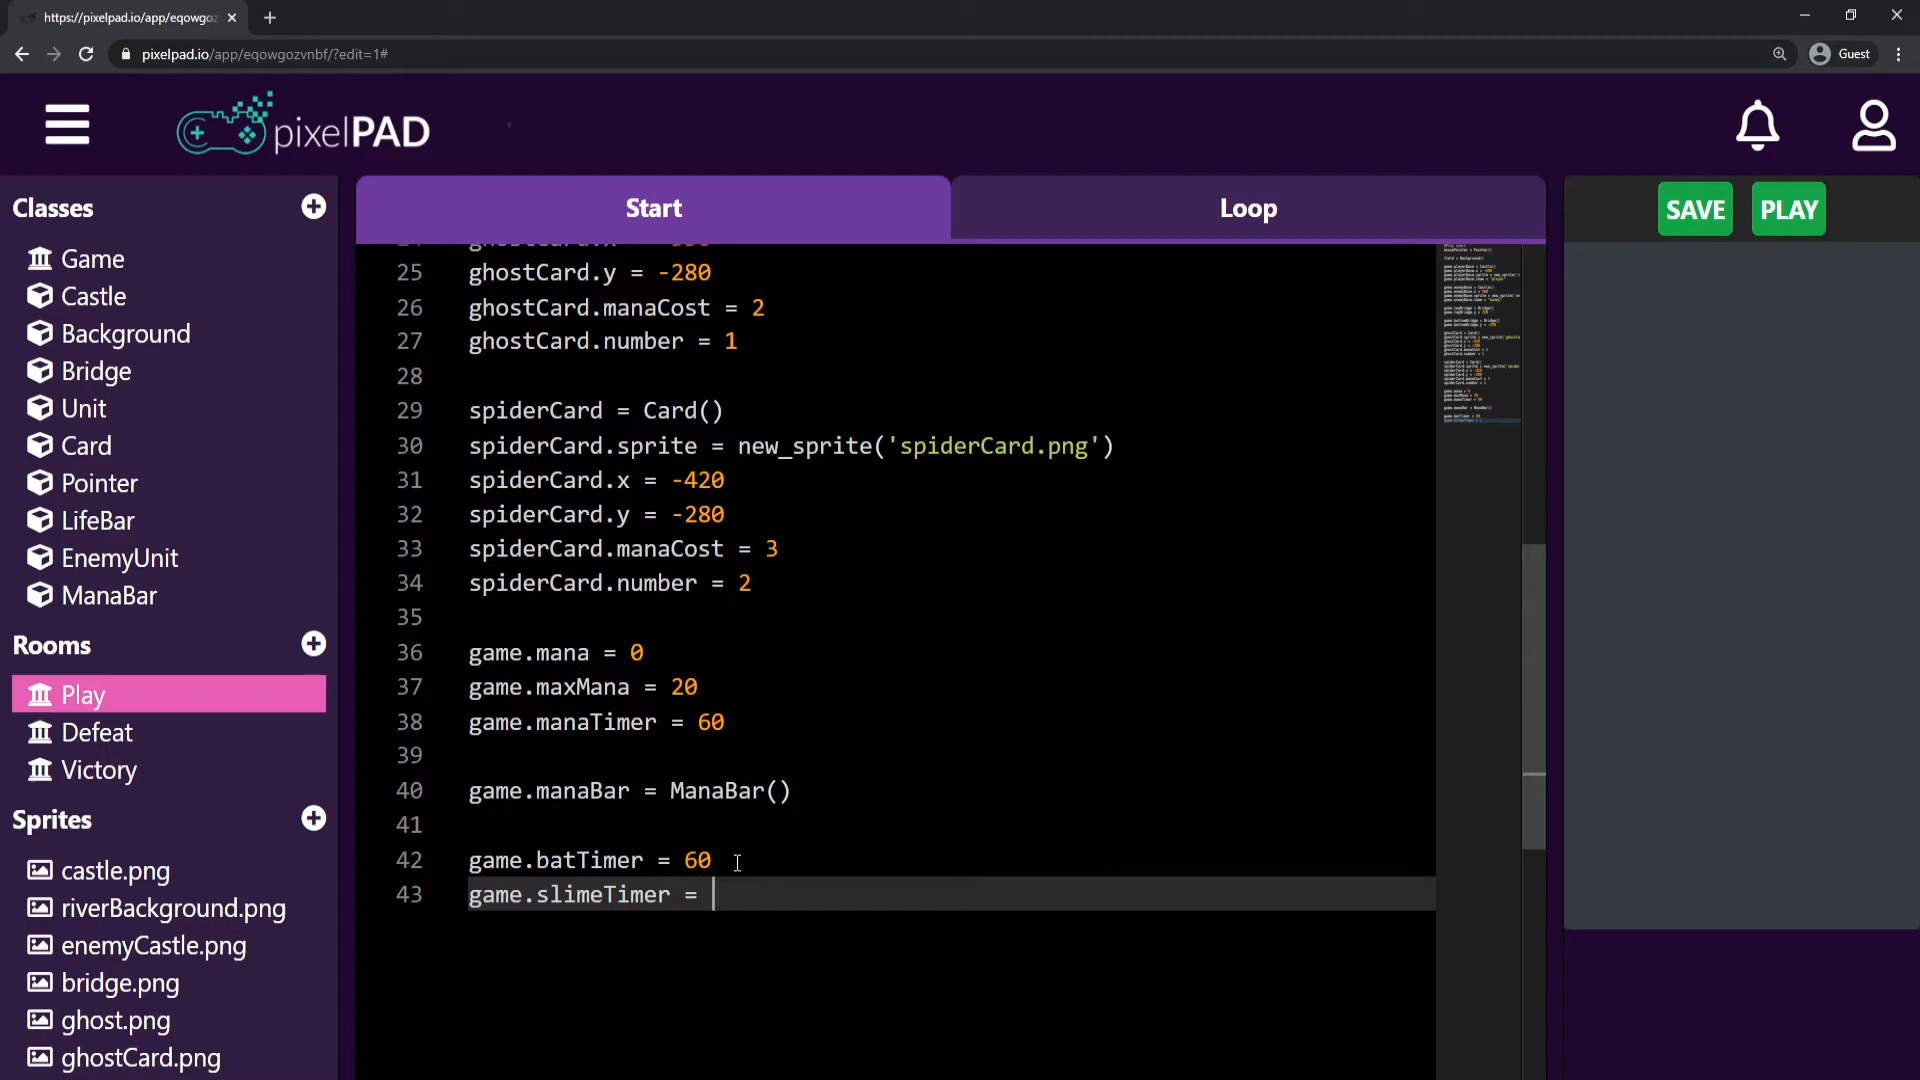 https://pixelpad.io/app/eqowgoz
pixelpad.io/app/eqowgozvnbf/?edit=1#
Guest
pixelPAD
Classes
Game
Castle
Background
Bridge
Unit
Card
Pointer
LifeBar
EnemyUnit
ManaBar
Rooms
Play
Defeat
Victory
Sprites
castle.png
riverBackground.png
enemyCastle.png
bridge.png
ghost.png
ghostCard.png
Start
Loop
SAVE
PLAY
25 ghostCard.y = -280
26 ghostCard.manaCost = 2
27 ghostCard.number = 1
28
29 spiderCard = Card()
30 spiderCard.sprite = new_sprite('spiderCard.png')
31 spiderCard.x = -420
32 spiderCard.y = -280
33 spiderCard.manaCost = 3
34 spiderCard.number = 2
35
36 game.mana = 0
37 game.maxMana = 20
38 game.manaTimer = 60
39
40 game.manaBar = ManaBar()
41
42 game.batTimer = 60
43 game.slimeTimer =